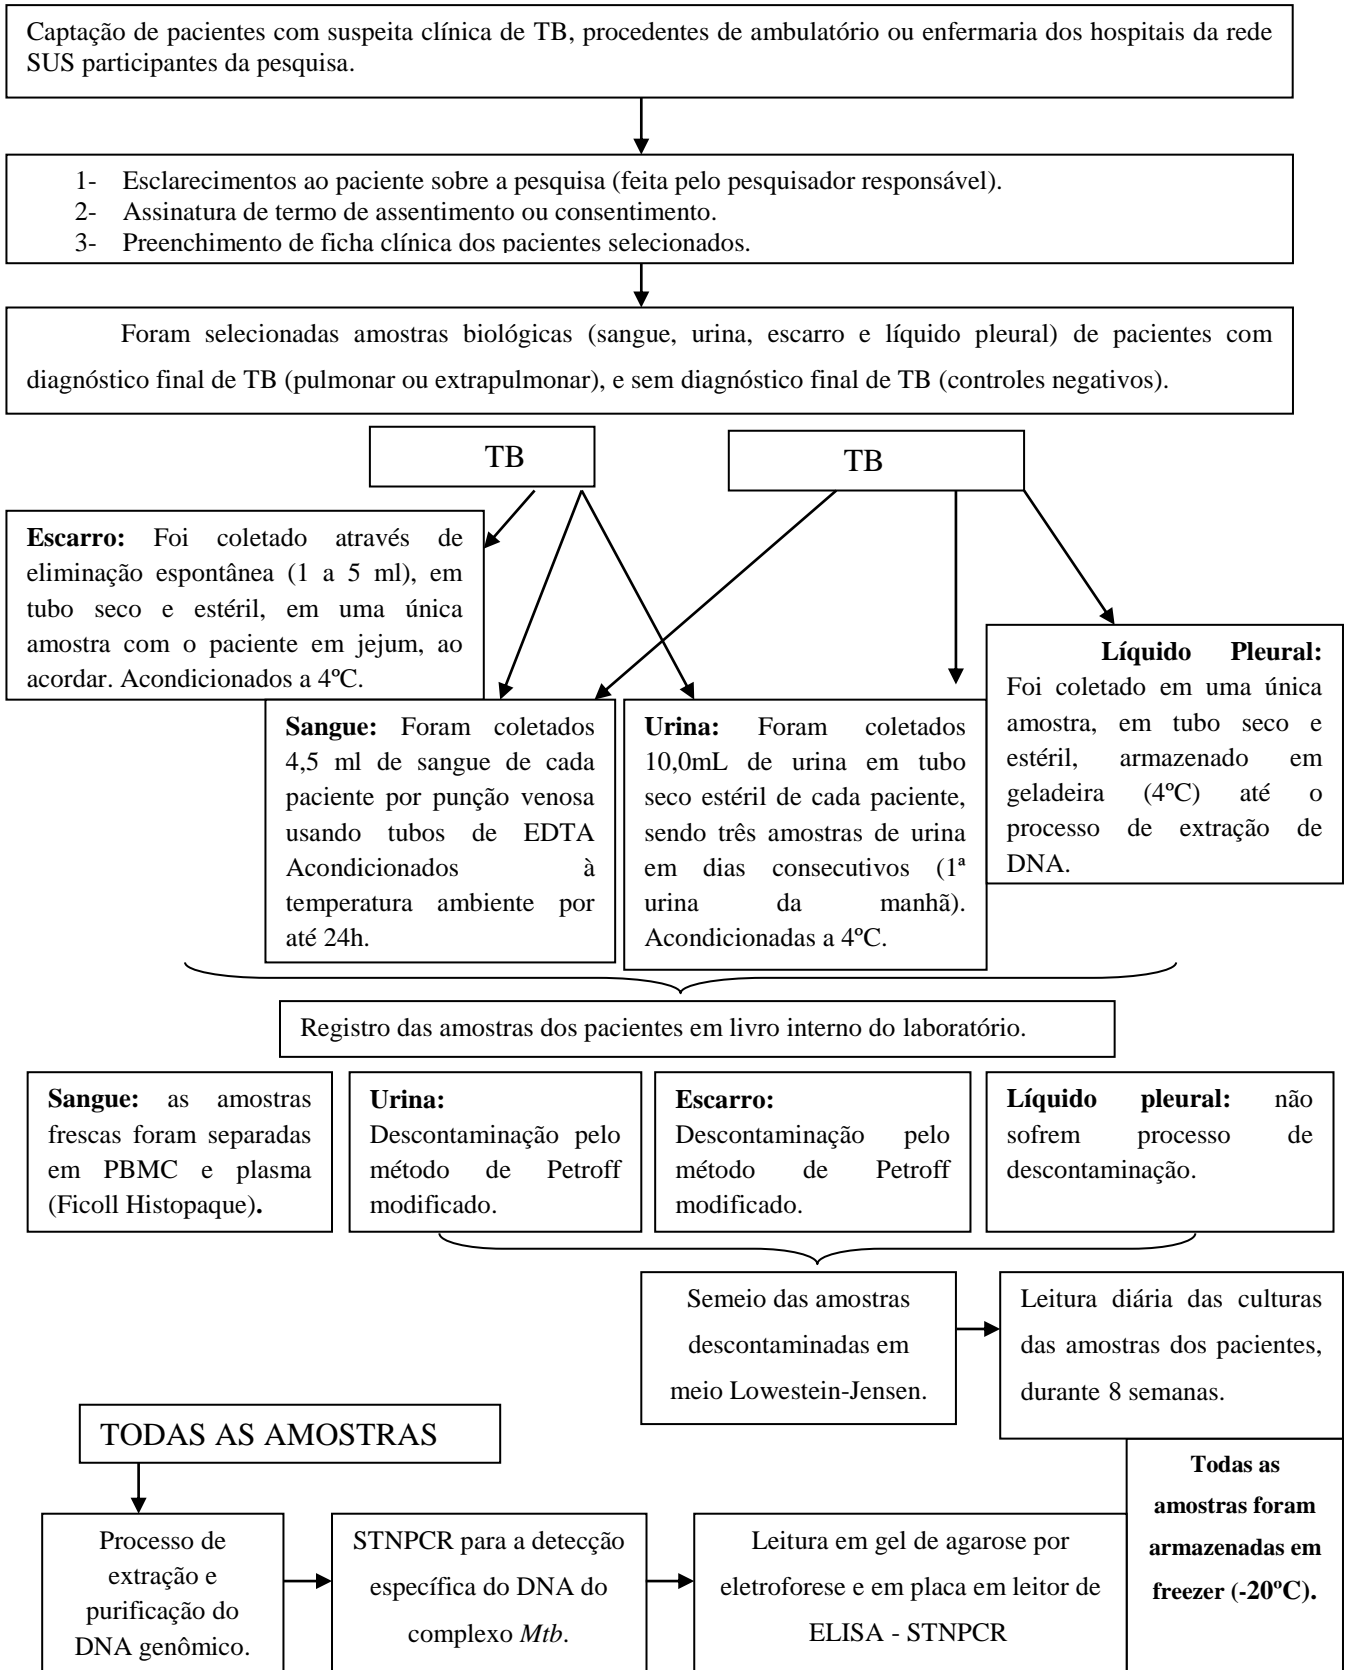 Captação de pacientes com suspeita clínica de TB, procedentes de ambulatório ou enfermaria dos hospitais da rede
SUS participantes da pesquisa.
1- Esclarecimentos ao paciente sobre a pesquisa (feita pelo pesquisador responsável).
2- Assinatura de termo de assentimento ou consentimento.
3- Preenchimento de ficha clínica dos pacientes selecionados.
Foram selecionadas amostras biológicas (sangue, urina, escarro e líquido pleural) de pacientes com
diagnóstico final de TB (pulmonar ou extrapulmonar), e sem diagnóstico final de TB (controles negativos).
TB
TB
Escarro: Foi coletado através de
eliminação espontânea (1 a 5 ml), em
tubo seco e estéril, em uma única
amostra com o paciente em jejum, ao
acordar. Acondicionados a 4ºC.
Sangue: Foram coletados
4,5 ml de sangue de cada
paciente por punção venosa
usando tubos de EDTA
Acondicionados à
temperatura ambiente por
até 24h.
Urina: Foram coletados
10,0mL de urina em tubo
seco estéril de cada paciente,
sendo três amostras de urina
em dias consecutivos (1ª
urina da manhã).
Acondicionadas a 4ºC.
Líquido Pleural:
Foi coletado em uma única
amostra, em tubo seco e
estéril, armazenado em
geladeira (4ºC) até o
processo de extração de
DNA.
Registro das amostras dos pacientes em livro interno do laboratório.
Sangue: as amostras
frescas foram separadas
em PBMC e plasma
(Ficoll Histopaque).
Urina:
Descontaminação pelo
método de Petroff
modificado.
Escarro:
Descontaminação pelo
método de Petroff
modificado.
Líquido pleural: não
sofrem processo de
descontaminação.
Semeio das amostras
descontaminadas em
meio Lowestein-Jensen.
Leitura diária das culturas
das amostras dos pacientes,
durante 8 semanas.
TODAS AS AMOSTRAS
Processo de
extração e
purificação do
DNA genômico.
STNPCR para a detecção
específica do DNA do
complexo Mtb.
Leitura em gel de agarose por
eletroforese e em placa em leitor de
ELISA - STNPCR
Todas as
amostras foram
armazenadas em
freezer (-20ºC).